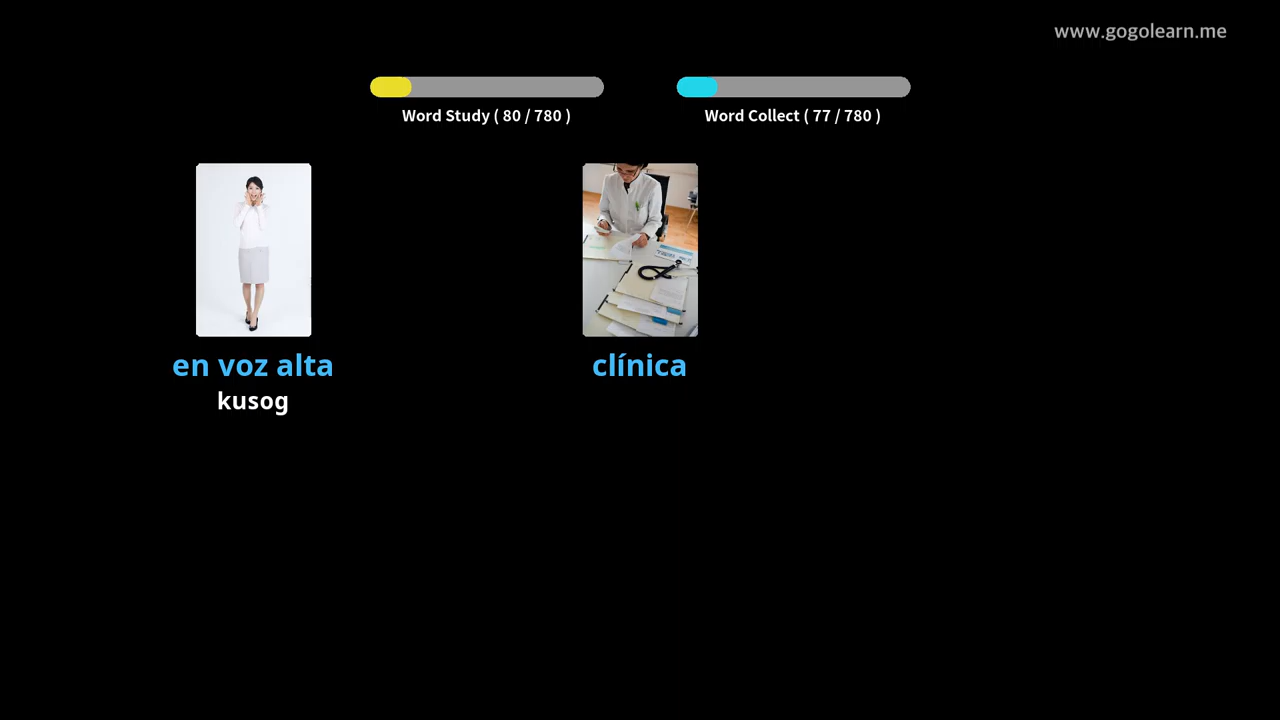 www.gogolearn.me
Word Study ( 80 / 780 )
Word Collect ( 77 / 780 )
en voz alta
kusog
clínica